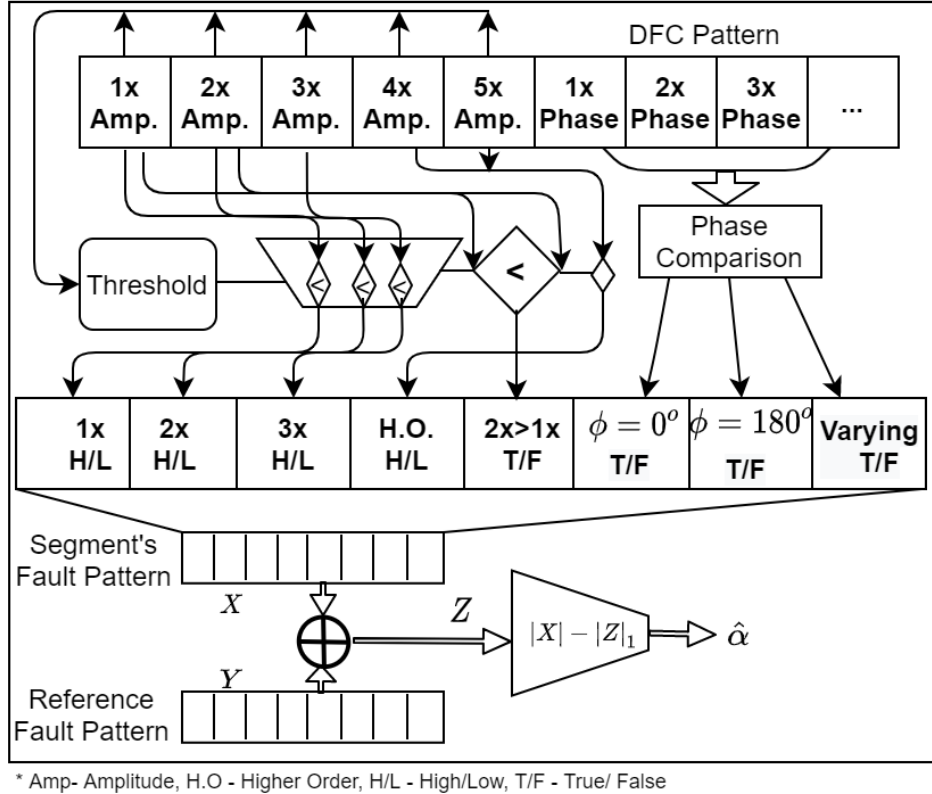 DFC Pattern
1x Amp.
2x Amp.
3x Amp.
4x Amp.
5x Amp.
1x Phase
2x Phase
3x Phase
...
Threshold
<
<
<
<
Phase
Comparison
1x H/L
2x H/L
3x H/L
H.O. H/L
2x>1x T/F
ϕ = 0° T/F
ϕ = 180° T/F
Varying T/F
Segment's
Fault Pattern
X
Z
|X| − |Z|₁
α̂
Y
Reference
Fault Pattern
* Amp- Amplitude, H.O - Higher Order, H/L - High/Low, T/F - True/ False